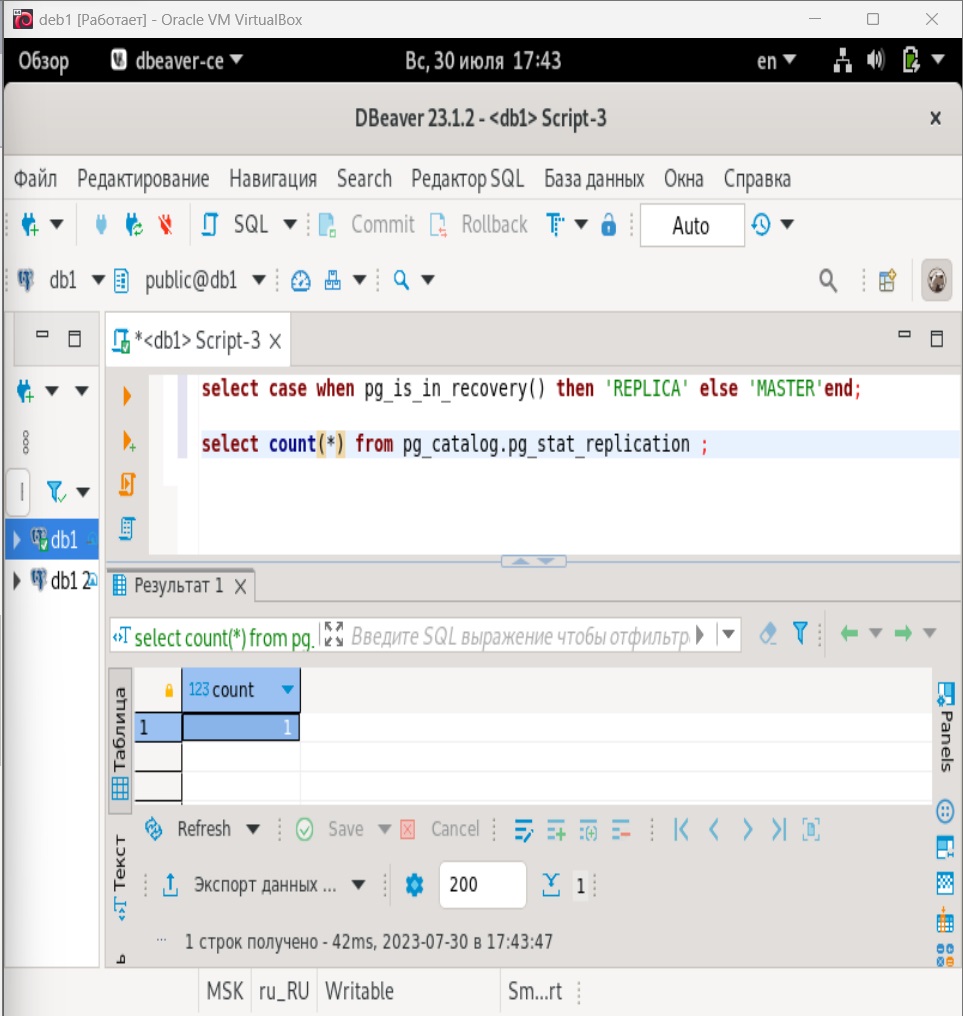 deb1 [Работает] - Oracle VM VirtualBox
Обзор dbeaver-ce Вс, 30 июля 17:43 en
DBeaver 23.1.2 - <db1> Script-3 x
Файл Редактирование Навигация Search Редактор SQL База данных Окна Справка
SQL Commit Rollback Auto
db1 public@db1
*<db1> Script-3
select case when pg_is_in_recovery() then 'REPLICA' else 'MASTER'end;
select count(*) from pg_catalog.pg_stat_replication ;
db1
db1 2
Результат 1
select count(*) from pg. Введите SQL выражение чтобы отфильтр
Таблица
123 count
1 1
Panels
Refresh Save Cancel
Текст
Экспорт данных ... 200 1
... 1 строк получено - 42ms, 2023-07-30 в 17:43:47
MSK ru_RU Writable Sm...rt